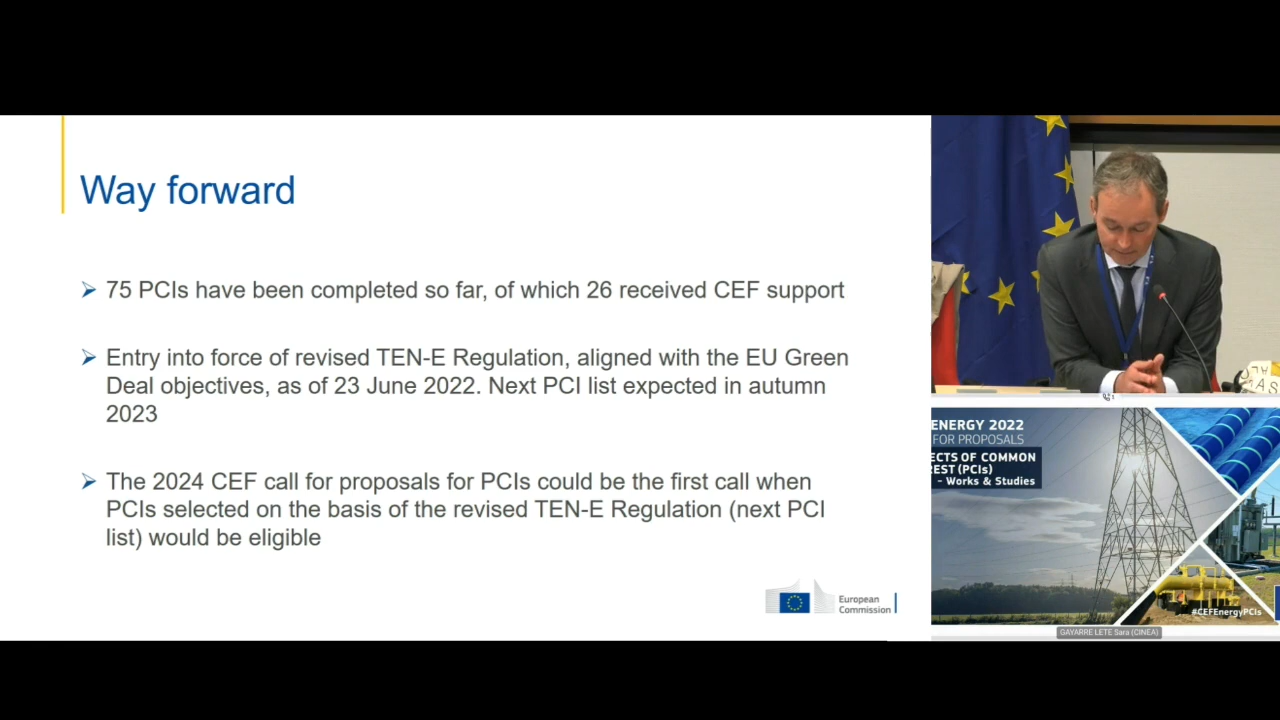 Way forward
75 PCIs have been completed so far, of which 26 received CEF support
Entry into force of revised TEN-E Regulation, aligned with the EU Green
Deal objectives, as of 23 June 2022. Next PCI list expected in autumn
2023
The 2024 CEF call for proposals for PCIs could be the first call when
PCIs selected on the basis of the revised TEN-E Regulation (next PCI
list) would be eligible
European
Commission
ENERGY 2022
FOR PROPOSALS
ECTS OF COMMON
REST (PCIs)
- Works & Studies
#CEFEnergyPCIs
GAYARRE LETE Sara (CINEA)